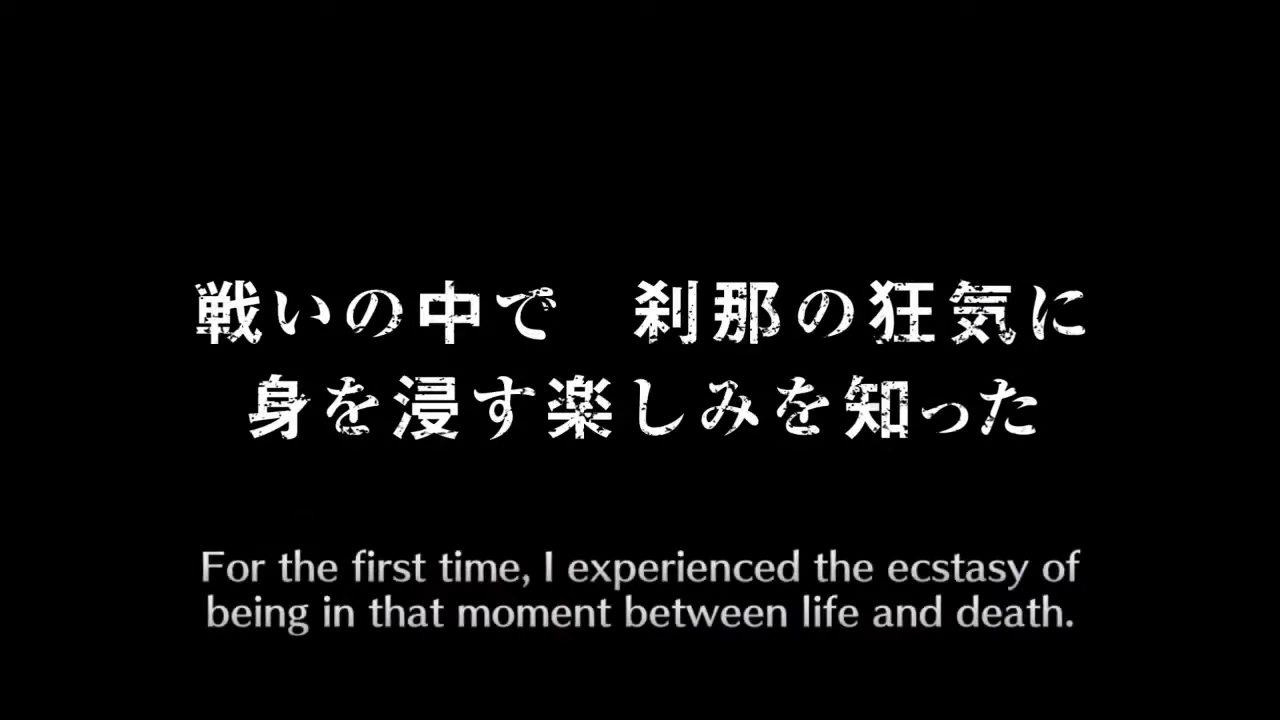 戦いの中で　刹那の狂気に
身を浸す楽しみを知った
For the first time, I experienced the ecstasy of
being in that moment between life and death.